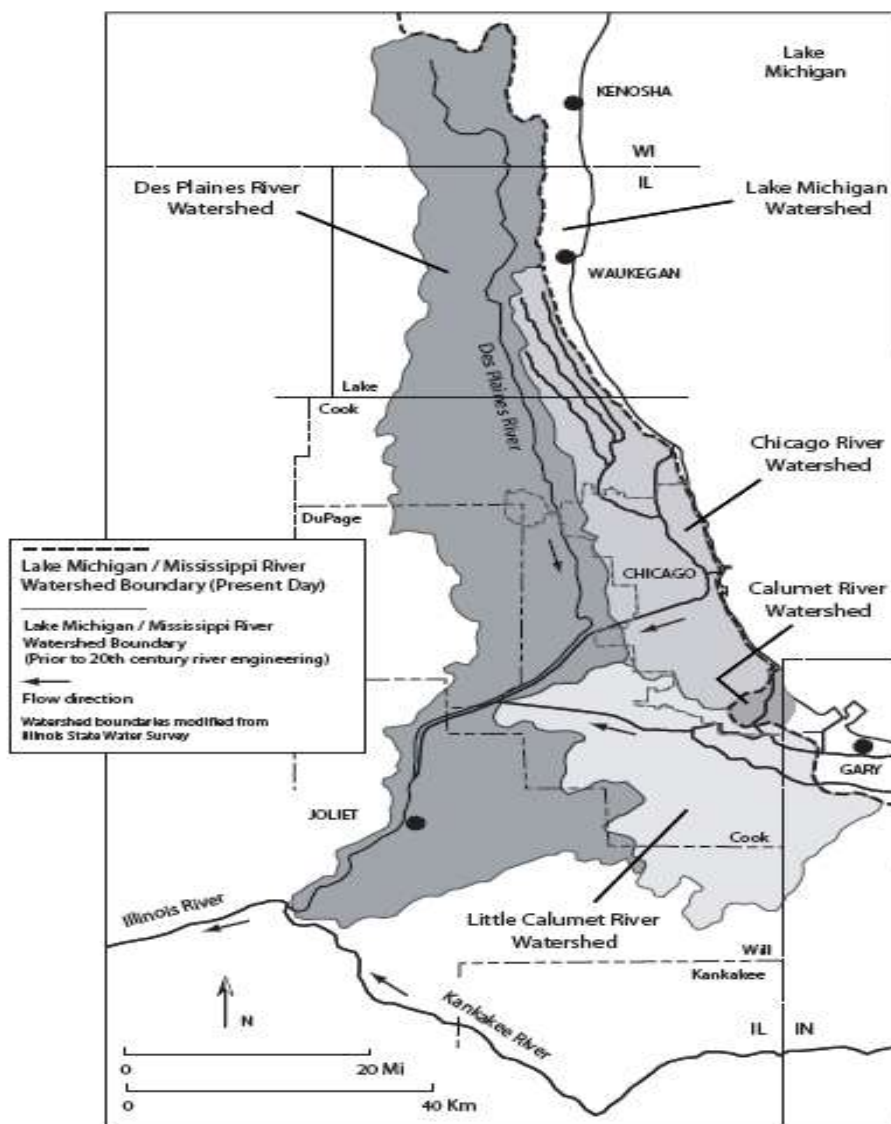 Lake
Michigan
KENOSHA
WI
IL
Des Plaines River
Watershed
Lake Michigan
Watershed
WAUKEGAN
Des Plaines River
Lake
Cook
Chicago River
Watershed
DuPage
CHICAGO
Calumet River
Watershed
Lake Michigan / Mississippi River
Watershed Boundary (Present Day)
Lake Michigan / Mississippi River
Watershed Boundary
(Prior to 20th century river engineering)
Flow direction
Watershed boundaries modified from
Illinois State Water Survey
GARY
JOLIET
Cook
Illinois River
Little Calumet River
Watershed
Will
Kankakee
Kankakee River
N
IL
IN
0
20 Mi
0
40 Km